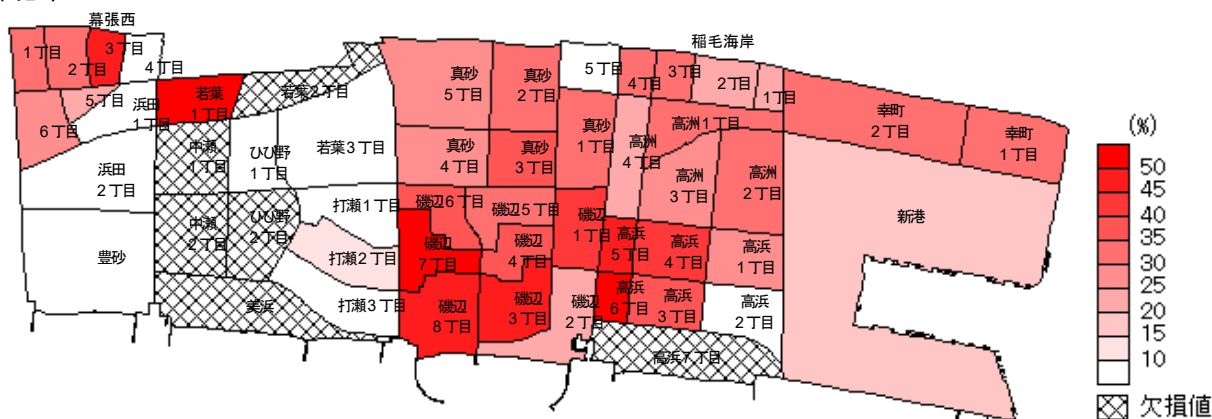 幕張西
1丁目
2丁目
3丁目
4丁目
5丁目
6丁目
浜田
1丁目
浜田
2丁目
豊砂
若葉
1丁目
若葉2丁目
若葉3丁目
中瀬
1丁目
中瀬
2丁目
ひび野
1丁目
ひび野
2丁目
美浜
打瀬1丁目
打瀬2丁目
打瀬3丁目
真砂
5丁目
真砂
2丁目
真砂
4丁目
真砂
3丁目
真砂
1丁目
磯辺6丁目
磯辺5丁目
磯辺
7丁目
磯辺
4丁目
磯辺
1丁目
磯辺
8丁目
磯辺
3丁目
磯辺
2丁目
稲毛海岸
5丁目
4丁目
3丁目
2丁目
1丁目
高洲1丁目
高洲
4丁目
高洲
3丁目
高洲
2丁目
高浜
5丁目
高浜
4丁目
高浜
1丁目
高浜
6丁目
高浜
3丁目
高浜
2丁目
高浜7丁目
幸町
2丁目
幸町
1丁目
新港
(%)
50
45
40
35
30
25
20
15
10
欠損値